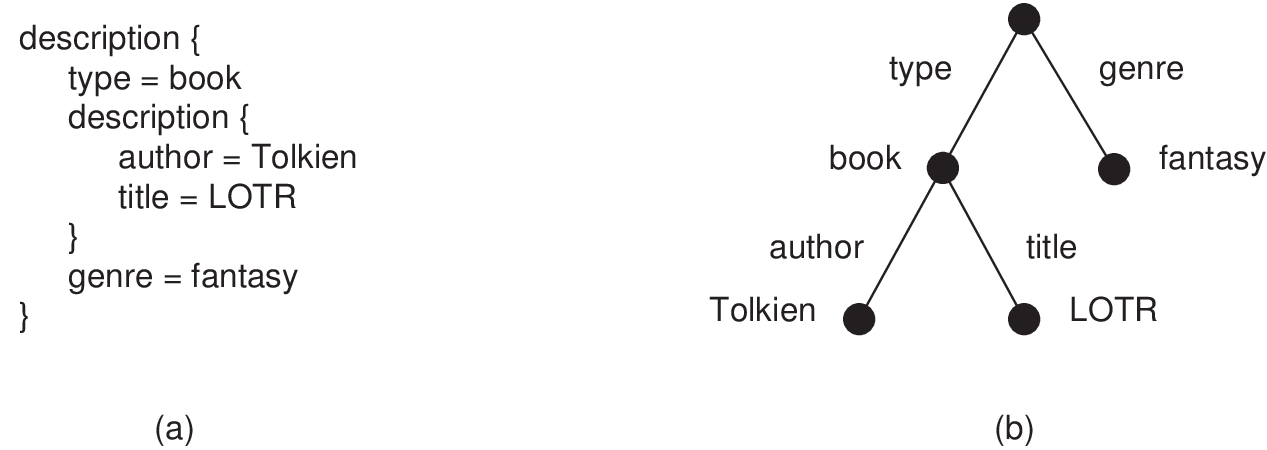 description {
type = book
description {
author = Tolkien
title = LOTR
}
genre = fantasy
}
(a)
type
genre
book
fantasy
author
title
Tolkien
LOTR
(b)